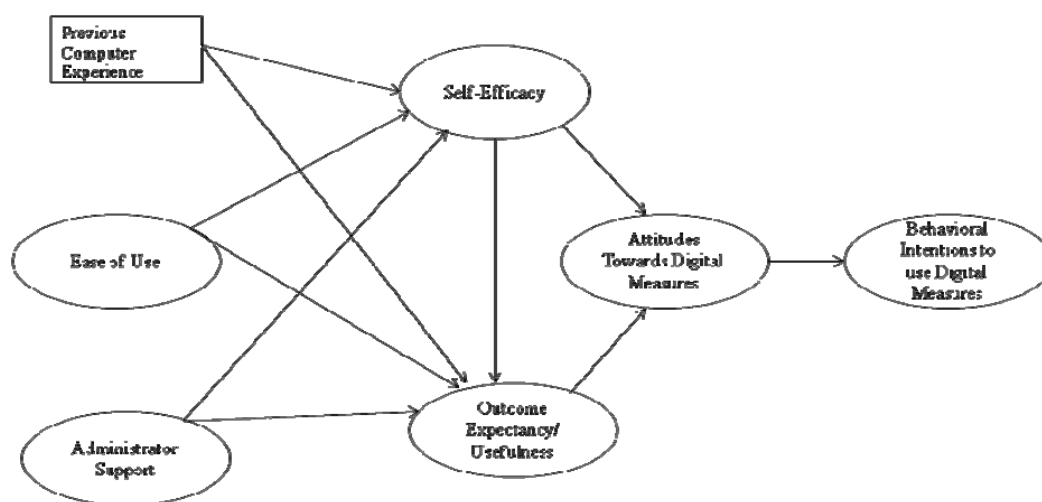 Previous
Computer
Experience
Self-Efficacy
Ease of Use
Attitudes
Towards Digital
Measures
Behavioral
Intentions to
use Digital
Measures
Outcome
Expectancy/
Usefulness
Administrator
Support